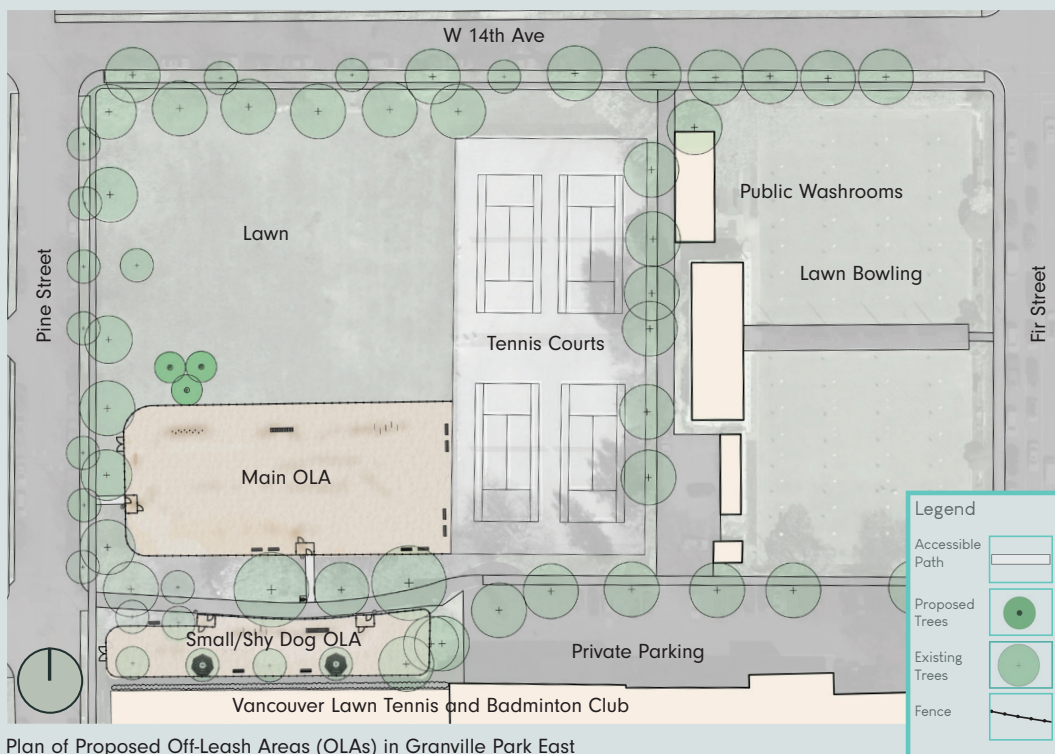 W 14th Ave
Public Washrooms
Lawn
Lawn Bowling
Pine Street
Fir Street
Tennis Courts
Main OLA
Small/Shy Dog OLA
Private Parking
Vancouver Lawn Tennis and Badminton Club
Legend
Accessible
Path
Proposed
Trees
Existing
Trees
Fence
Plan of Proposed Off-Leash Areas (OLAs) in Granville Park East